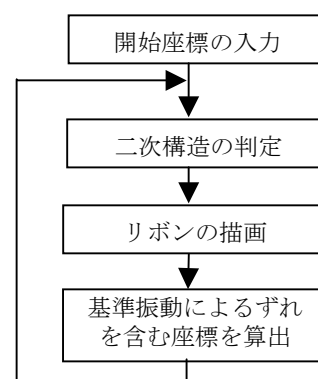 開始座標の入力
二次構造の判定
リボンの描画
基準振動によるずれ
を含む座標を算出